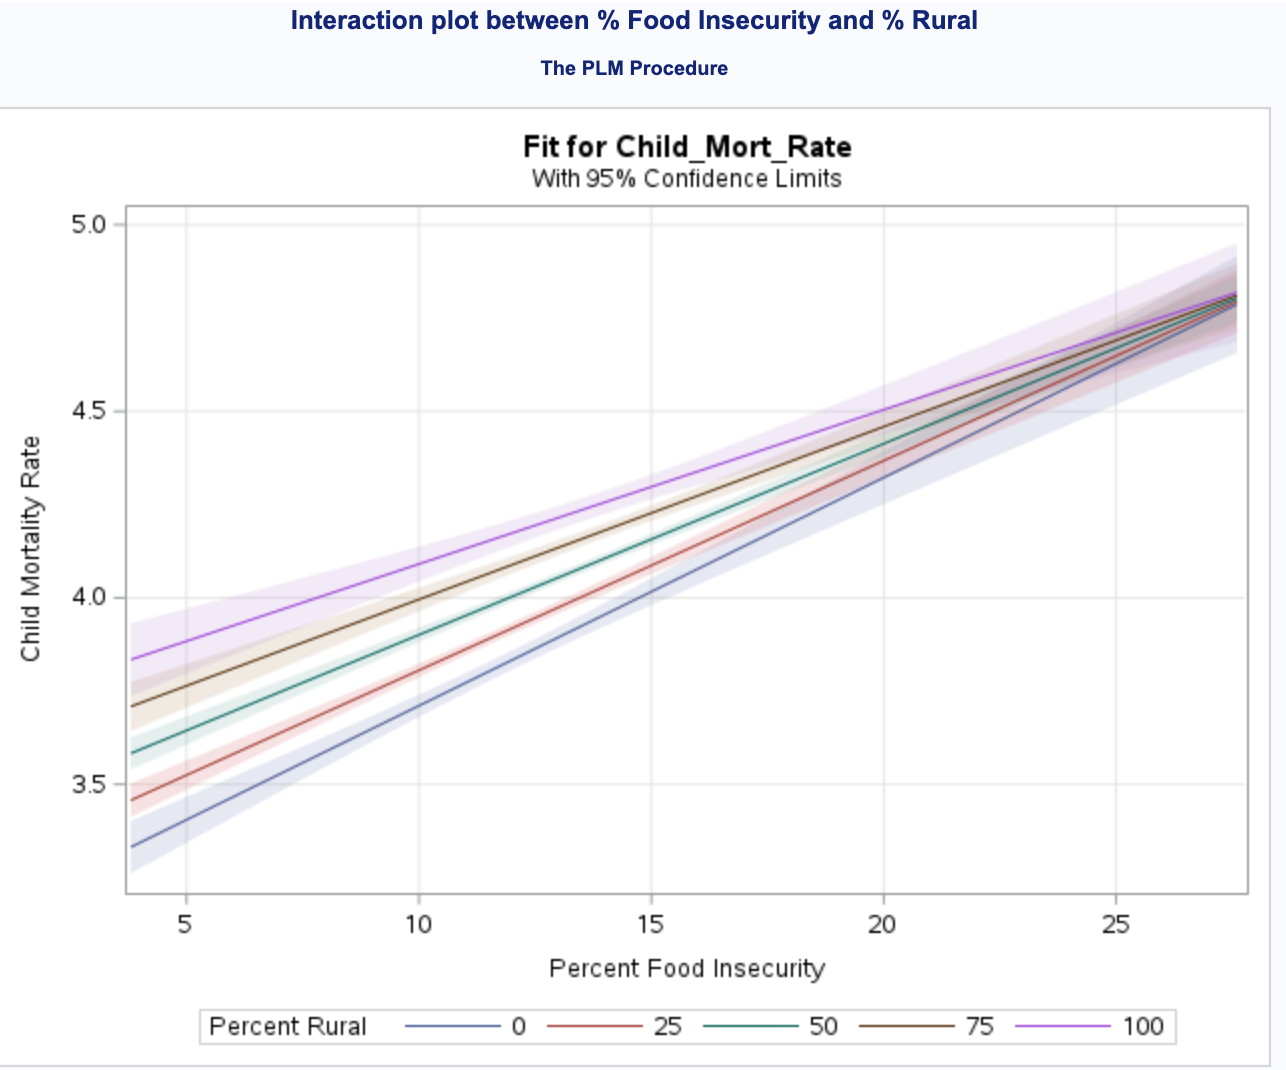 Interaction plot between % Food Insecurity and % Rural
The PLM Procedure
Fit for Child_Mort_Rate
With 95% Confidence Limits
5.0
4.5
4.0
3.5
Child Mortality Rate
5 10 15 20 25
Percent Food Insecurity
Percent Rural 0 25 50 75 100